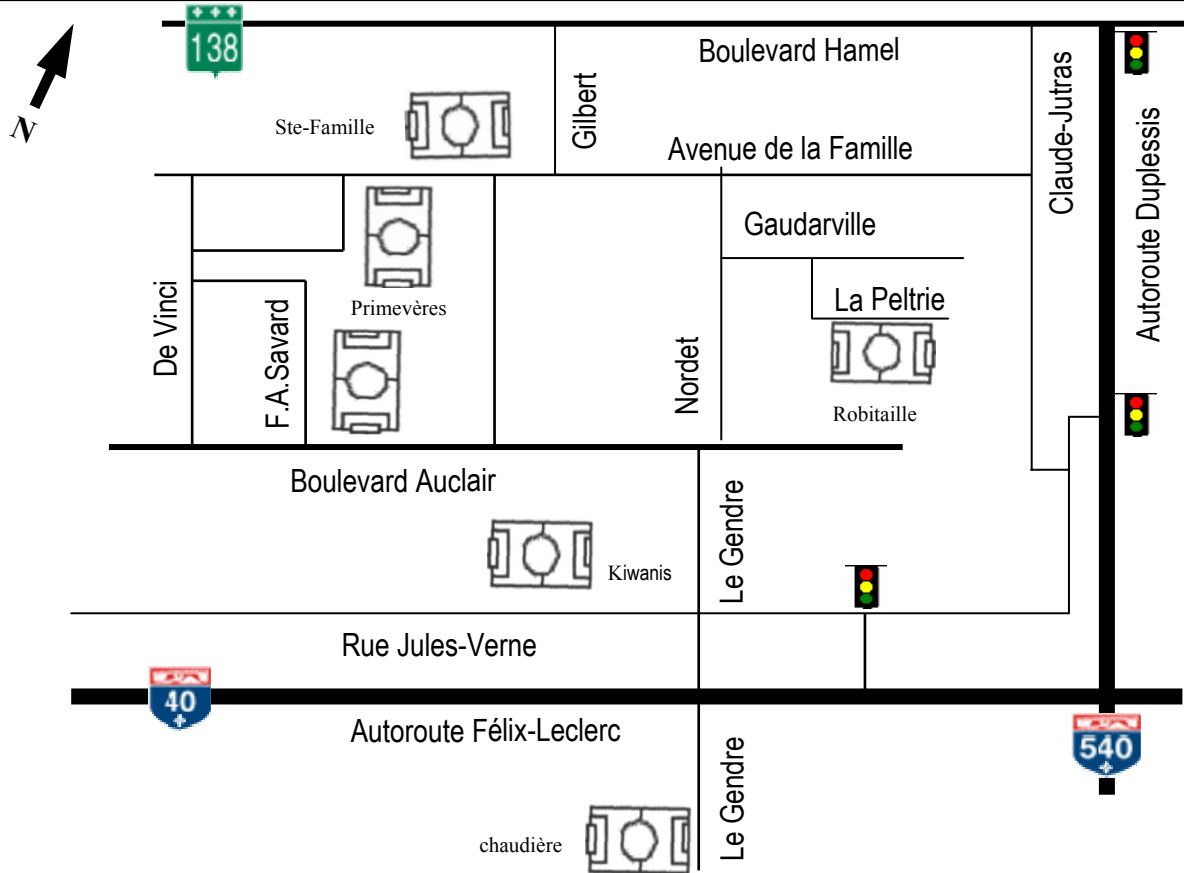 138
Boulevard Hamel
N
Ste-Famille
Gilbert
Avenue de la Famille
Claude-Jutras
Autoroute Duplessis
Gaudarville
De Vinci
F.A.Savard
Primevères
La Peltrie
Nordet
Robitaille
Boulevard Auclair
Kiwanis
Le Gendre
Rue Jules-Verne
40
Autoroute Félix-Leclerc
540
Le Gendre
chaudière